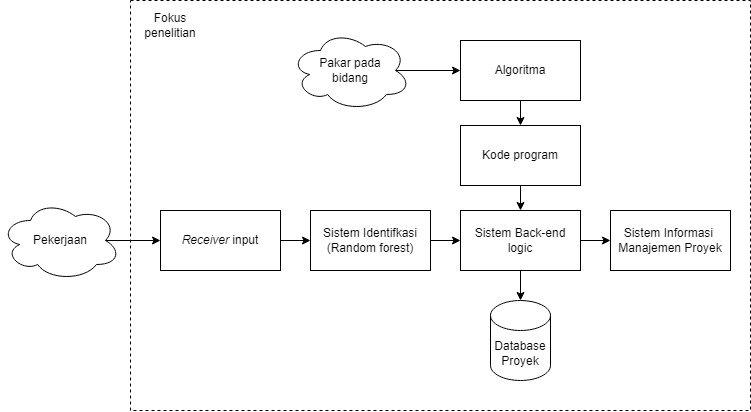 Fokus
penelitian
Pakar pada
bidang
Algoritma
Kode program
Pekerjaan
Receiver input
Sistem Identifkasi
(Random forest)
Sistem Back-end
logic
Sistem Informasi
Manajemen Proyek
Database
Proyek